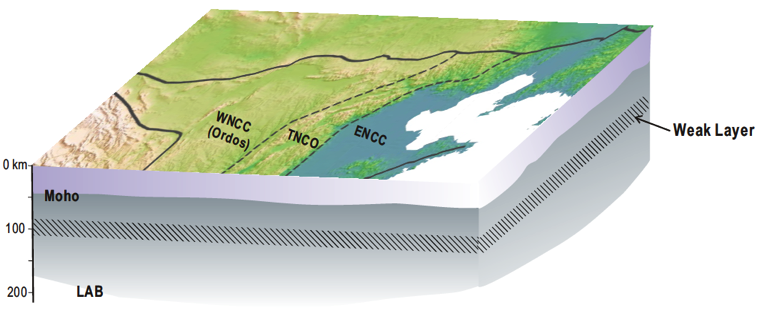 WNCC
(Ordos)
TNCO
ENCC
Weak Layer
0 km
Moho
100
200
LAB